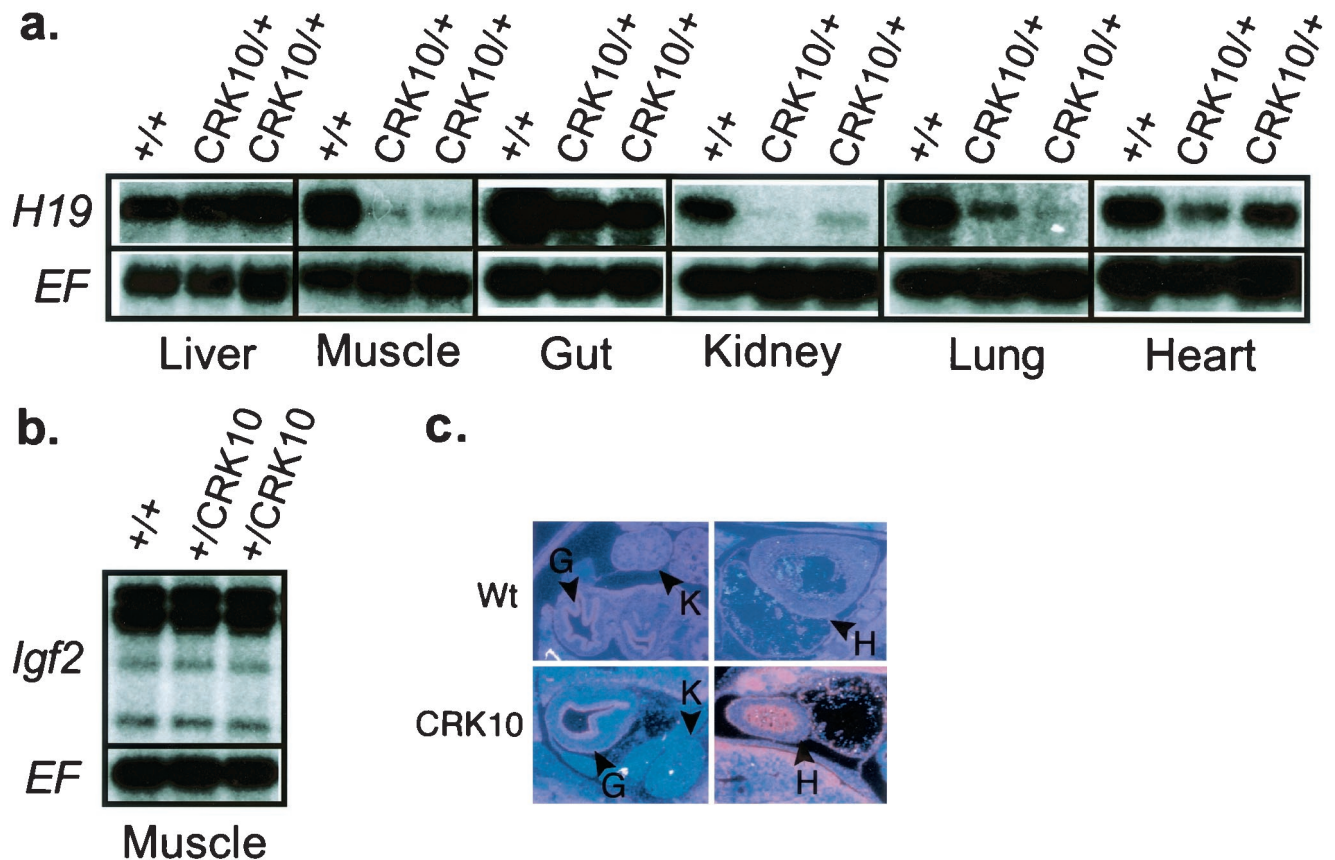 a.
+/+ CRK10/+ CRK10/+ +/+ CRK10/+ CRK10/+ +/+ CRK10/+ CRK10/+ +/+ CRK10/+ CRK10/+ +/+ CRK10/+ CRK10/+ +/+ CRK10/+ CRK10/+
H19
EF
Liver Muscle Gut Kidney Lung Heart
b.
+/+ +/CRK10 +/CRK10
Igf2
EF
Muscle
c.
Wt G K H
CRK10 G K H